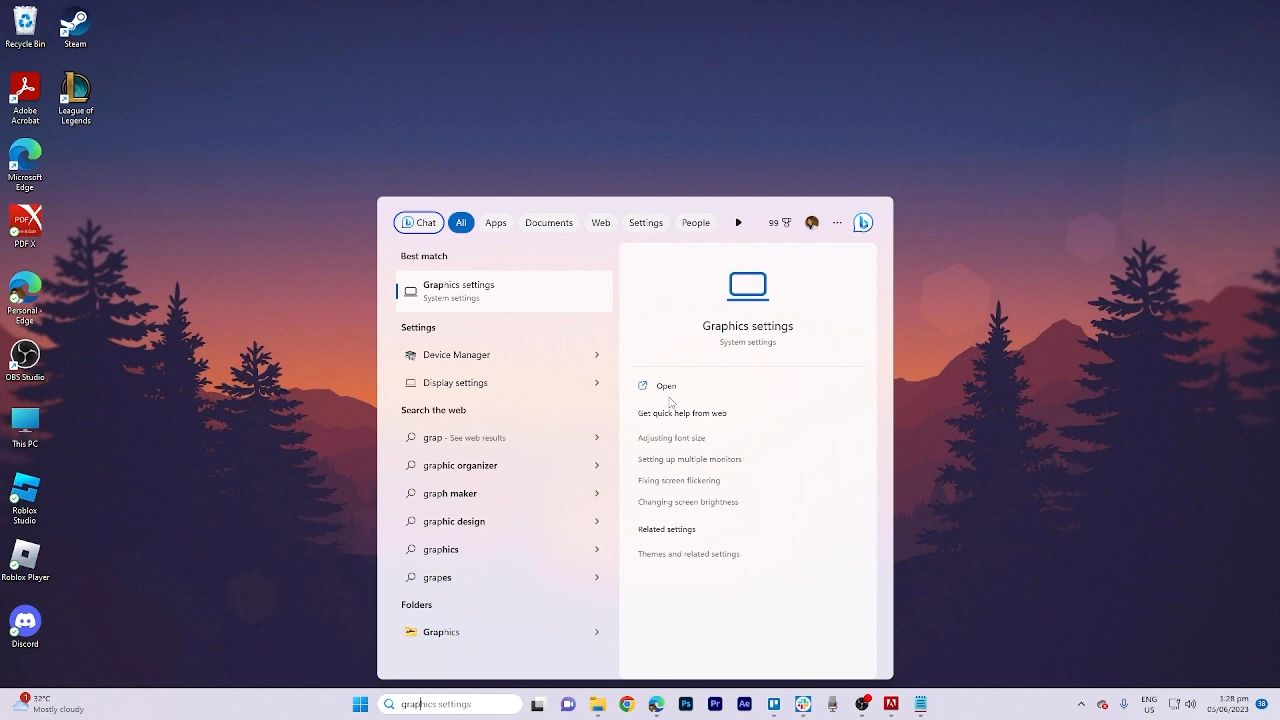 Recycle Bin
Steam
Adobe
Acrobat
League of
Legends
Microsoft
Edge
PDF X
Personal -
Edge
OBS Studio
This PC
Roblox
Studio
Roblox Player
Discord
Chat
All
Apps
Documents
Web
Settings
People
99
Best match
Graphics settings
System settings
Settings
Device Manager
Display settings
Search the web
grap - See web results
graphic organizer
graph maker
graphic design
graphics
grapes
Folders
Graphics
Graphics settings
System settings
Open
Get quick help from web
Adjusting font size
Setting up multiple monitors
Fixing screen flickering
Changing screen brightness
Related settings
Themes and related settings
1
32°C
Mostly cloudy
graphics settings
Ps
Pr
Ae
ENG
US
1:28 pm
05/06/2023
38